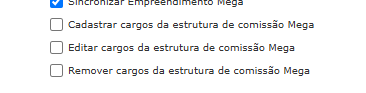 Sincronizar Empreendimento Mega
Cadastrar cargos da estrutura de comissão Mega
Editar cargos da estrutura de comissão Mega
Remover cargos da estrutura de comissão Mega